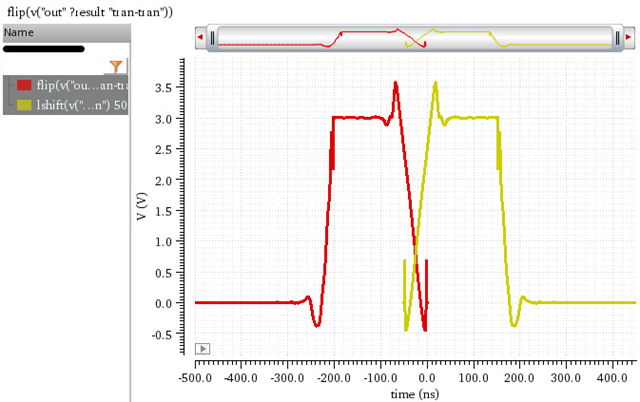 flip(v("out" ?result "tran-tran"))
Name
flip(v("ou...an-tra
lshift(v("...n") 50
3.5
3.0
2.5
2.0
1.5
1.0
0.5
0.0
-0.5
V (V)
-500.0 -400.0 -300.0 -200.0 -100.0 0.0 100.0 200.0 300.0 400.0
time (ns)